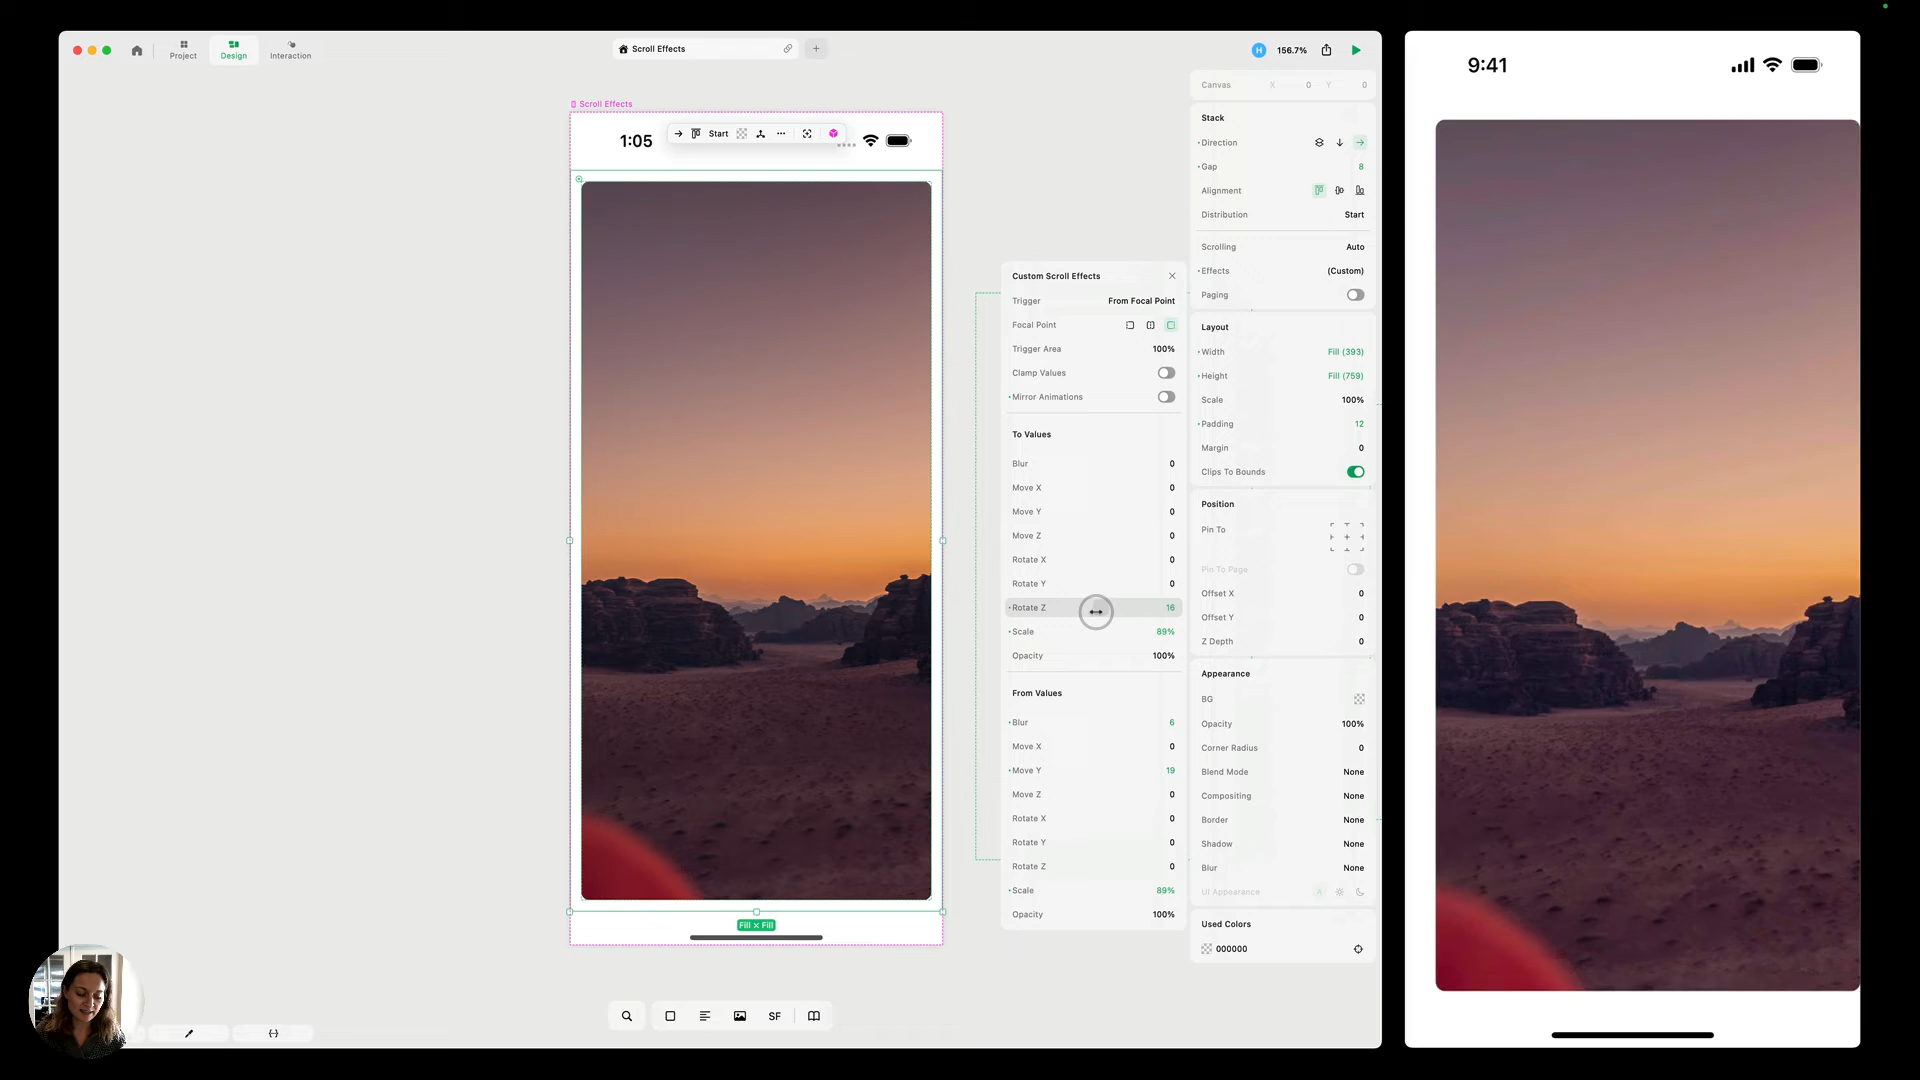 Project
Design
Interaction
Scroll Effects
H
156.7%
Scroll Effects
1:05
Start
Fill × Fill
SF
Custom Scroll Effects
Trigger
From Focal Point
Focal Point
Trigger Area
100%
Clamp Values
Mirror Animations
To Values
Blur
0
Move X
0
Move Y
0
Move Z
0
Rotate X
0
Rotate Y
0
Rotate Z
16
Scale
89%
Opacity
100%
From Values
Blur
6
Move X
0
Move Y
19
Move Z
0
Rotate X
0
Rotate Y
0
Rotate Z
0
Scale
89%
Opacity
100%
Canvas
X
0
Y
0
Stack
Direction
Gap
8
Alignment
Distribution
Start
Scrolling
Auto
Effects
(Custom)
Paging
Layout
Width
Fill (393)
Height
Fill (759)
Scale
100%
Padding
12
Margin
0
Clips To Bounds
Position
Pin To
Pin To Page
Offset X
0
Offset Y
0
Z Depth
0
Appearance
BG
Opacity
100%
Corner Radius
0
Blend Mode
None
Compositing
None
Border
None
Shadow
None
Blur
None
UI Appearance
A
Used Colors
000000
9:41